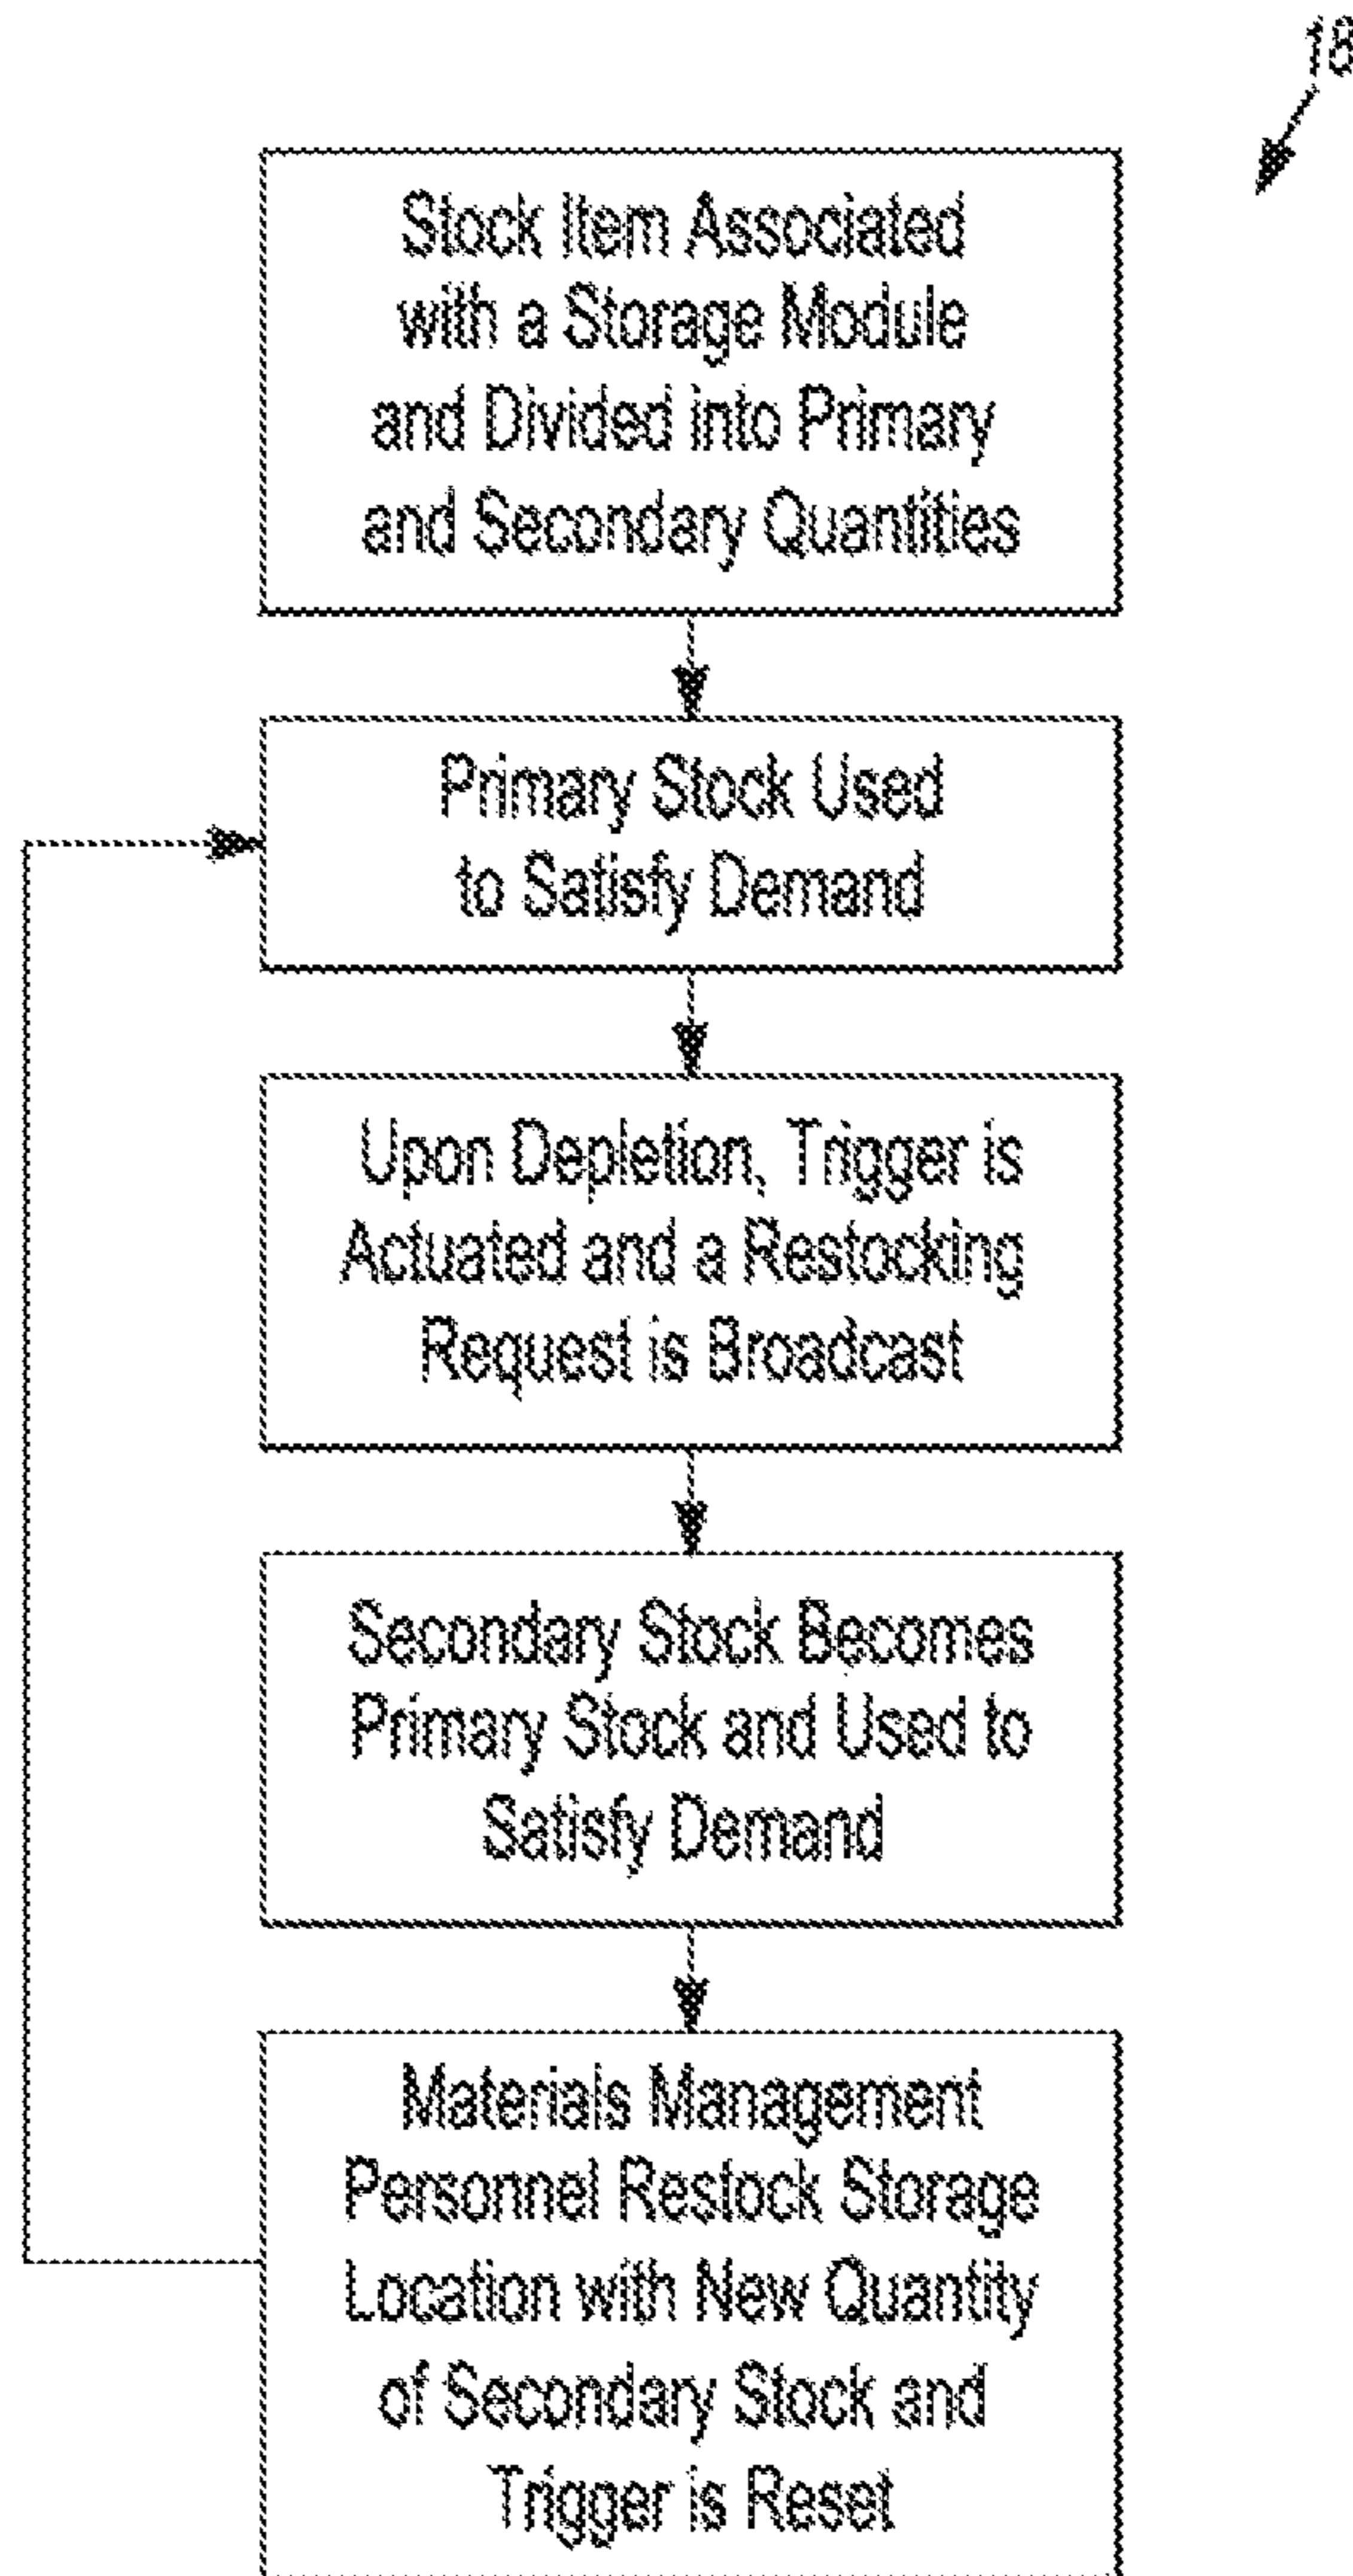 18
Stock Item Associated
with a Storage Module
and Divided into Primary
and Secondary Quantities
Primary Stock Used
to Satisfy Demand
Upon Depletion, Trigger is
Actuated and a Restocking
Request is Broadcast
Secondary Stock Becomes
Primary Stock and Used to
Satisfy Demand
Materials Management
Personnel Restock Storage
Location with New Quantity
of Secondary Stock and
Trigger is Reset